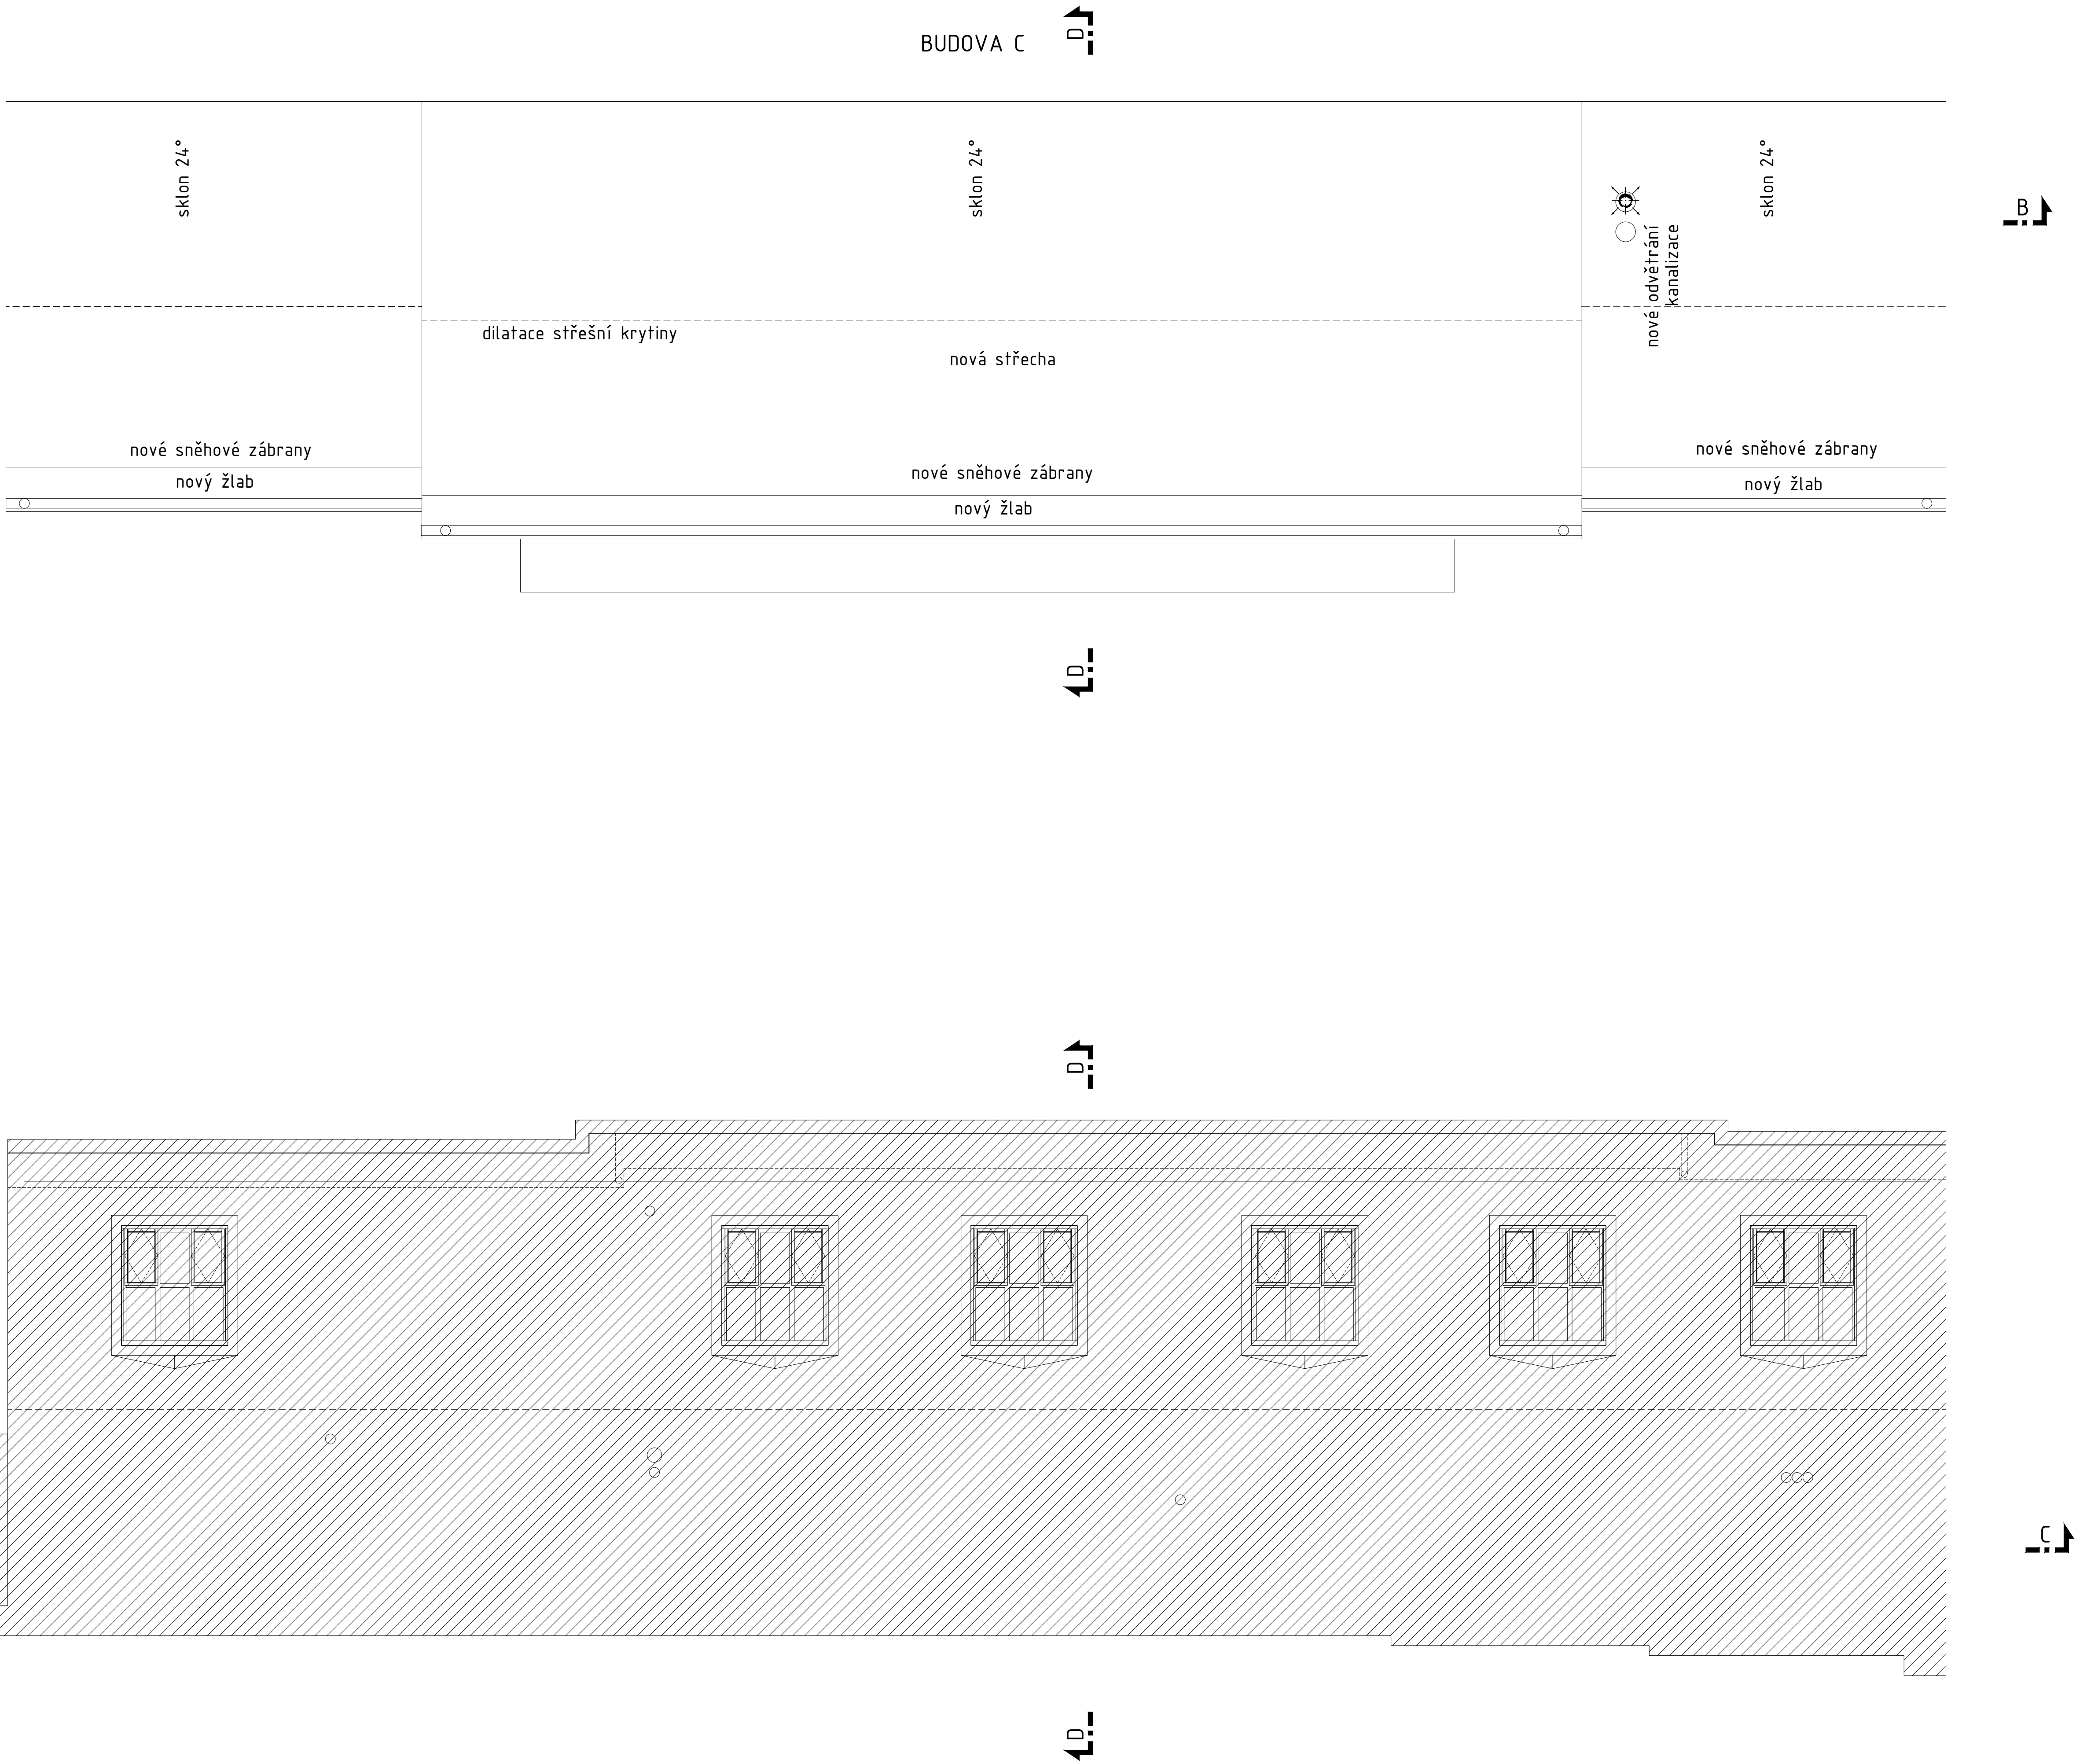 D
BUDOVA C
sklon 24°
sklon 24°
sklon 24°
B
nové odvětrání
kanalizace
dilatace střešní krytiny
nová střecha
nové sněhové zábrany
nové sněhové zábrany
nové sněhové zábrany
nový žlab
nový žlab
nový žlab
D
D
C
D